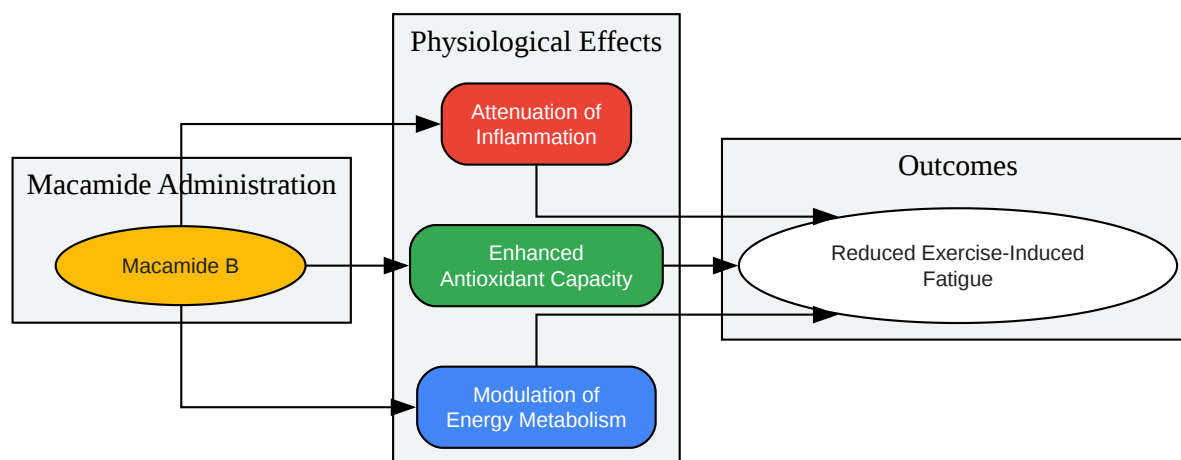 Physiological Effects
Attenuation of
Inflammation
Macamide Administration
Outcomes
Macamide B
Enhanced
Antioxidant Capacity
Reduced Exercise-Induced
Fatigue
Modulation of
Energy Metabolism